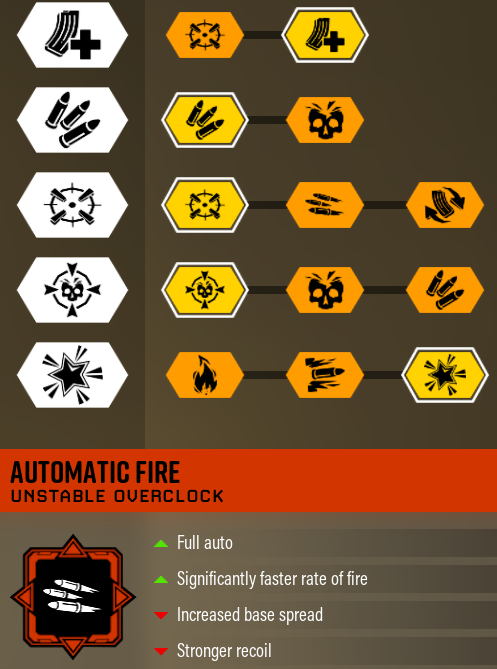 AUTOMATIC FIRE
UNSTABLE OVERCLOCK
Full auto
Significantly faster rate of fire
Increased base spread
Stronger recoil